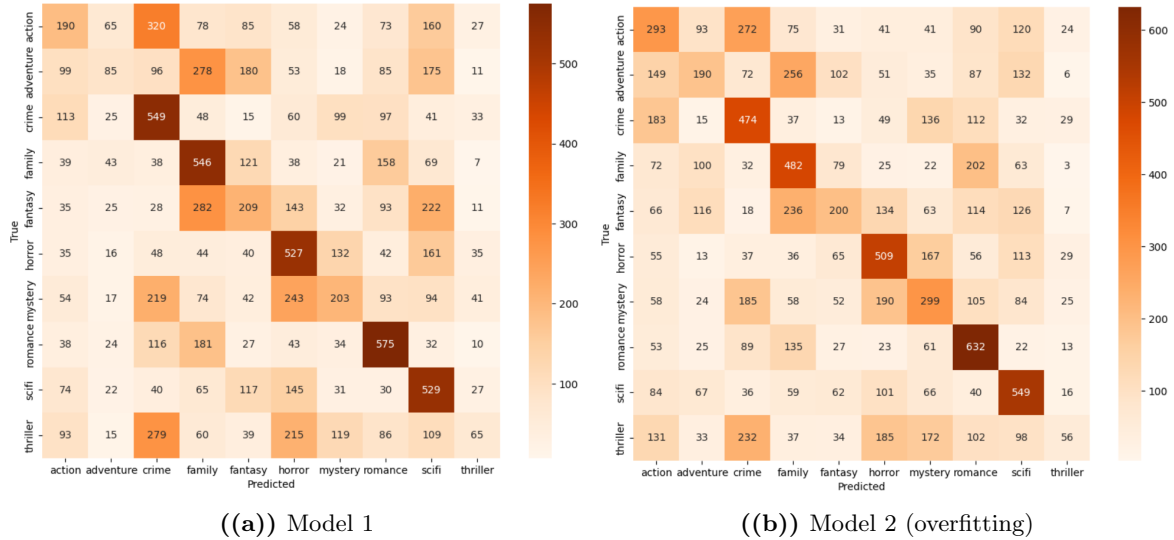 action 190 65 320 78 85 58 24 73 160 27
adventure 99 85 96 278 180 53 18 85 175 11
crime 113 25 549 48 15 60 99 97 41 33
family 39 43 38 546 121 38 21 158 69 7
fantasy 35 25 28 282 209 143 32 93 222 11
True
horror 35 16 48 44 40 527 132 42 161 35
mystery 54 17 219 74 42 243 203 93 94 41
romance 38 24 116 181 27 43 34 575 32 10
scifi 74 22 40 65 117 145 31 30 529 27
thriller 93 15 279 60 39 215 119 86 109 65
action adventure crime family fantasy horror mystery romance scifi thriller
Predicted
500
400
300
200
100
((a)) Model 1
action 293 93 272 75 31 41 41 90 120 24
adventure 149 190 72 256 102 51 35 87 132 6
crime 183 15 474 37 13 49 136 112 32 29
family 72 100 32 482 79 25 22 202 63 3
fantasy 66 116 18 236 200 134 63 114 126 7
True
horror 55 13 37 36 65 509 167 56 113 29
mystery 58 24 185 58 52 190 299 105 84 25
romance 53 25 89 135 27 23 61 632 22 13
scifi 84 67 36 59 62 101 66 40 549 16
thriller 131 33 232 37 34 185 172 102 98 56
action adventure crime family fantasy horror mystery romance scifi thriller
Predicted
600
500
400
300
200
100
((b)) Model 2 (overfitting)